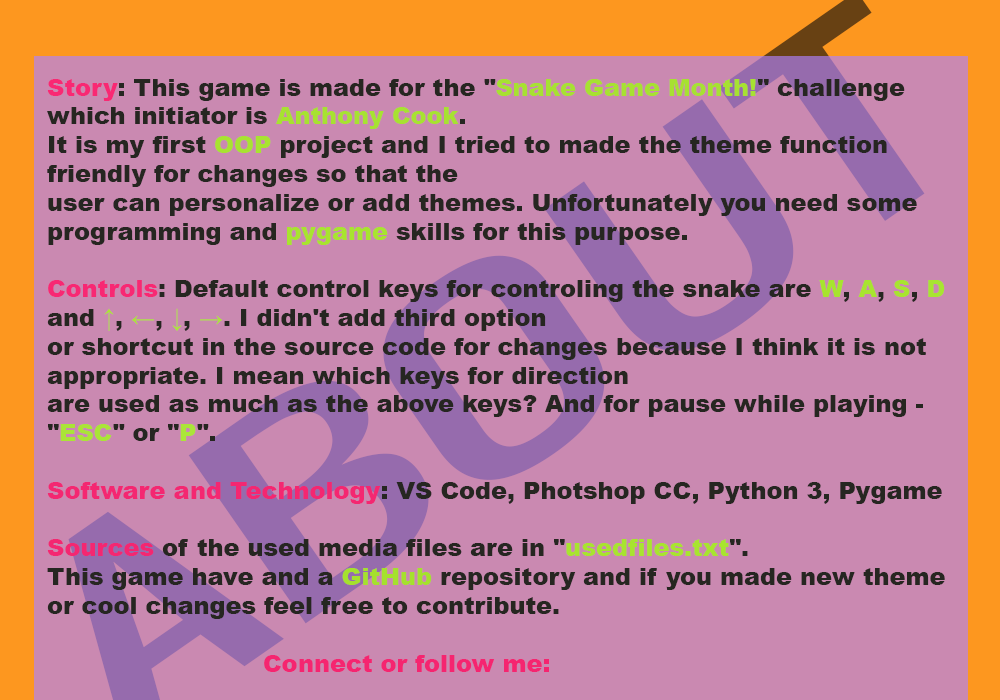 ABOUT
Story: This game is made for the "Snake Game Month!" challenge
which initiator is Anthony Cook.
It is my first OOP project and I tried to made the theme function
friendly for changes so that the
user can personalize or add themes. Unfortunately you need some
programming and pygame skills for this purpose.
Controls: Default control keys for controling the snake are W, A, S, D
and ↑, ←, ↓, →. I didn't add third option
or shortcut in the source code for changes because I think it is not
appropriate. I mean which keys for direction
are used as much as the above keys? And for pause while playing -
"ESC" or "P".
Software and Technology: VS Code, Photshop CC, Python 3, Pygame
Sources of the used media files are in "usedfiles.txt".
This game have and a GitHub repository and if you made new theme
or cool changes feel free to contribute.
Connect or follow me: